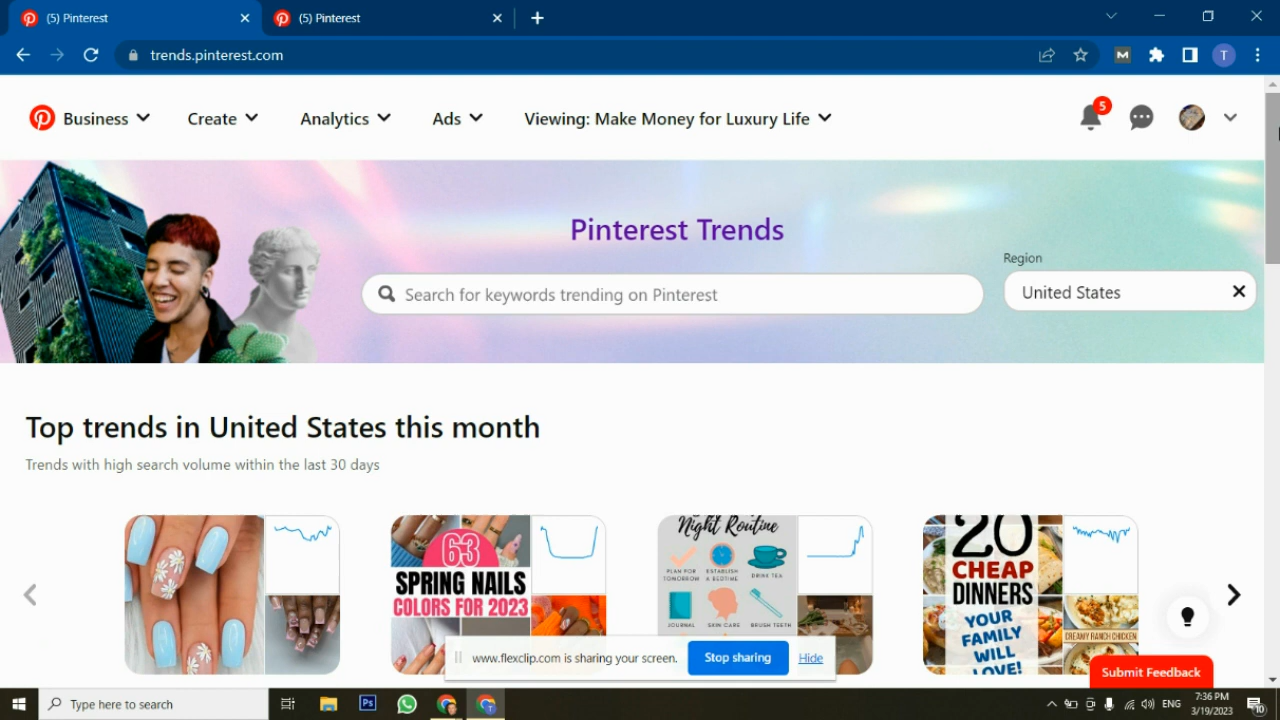 (5) Pinterest
(5) Pinterest
trends.pinterest.com
M
T
Business
Create
Analytics
Ads
Viewing: Make Money for Luxury Life
5
Pinterest Trends
Region
Search for keywords trending on Pinterest
United States
Top trends in United States this month
Trends with high search volume within the last 30 days
63
SPRING NAILS
COLORS FOR 2023
Night Routine
PLAN FOR TOMORROW
ESTABLISH A BEDTIME
DRINK TEA
JOURNAL
SKIN CARE
BRUSH TEETH
20
CHEAP
DINNERS
YOUR
FAMILY
WILL
LOVE!
CREAMY RANCH CHICKEN
www.flexclip.com is sharing your screen.
Stop sharing
Hide
Submit Feedback
Type here to search
Ps
T
ENG
7:36 PM
3/19/2023
10